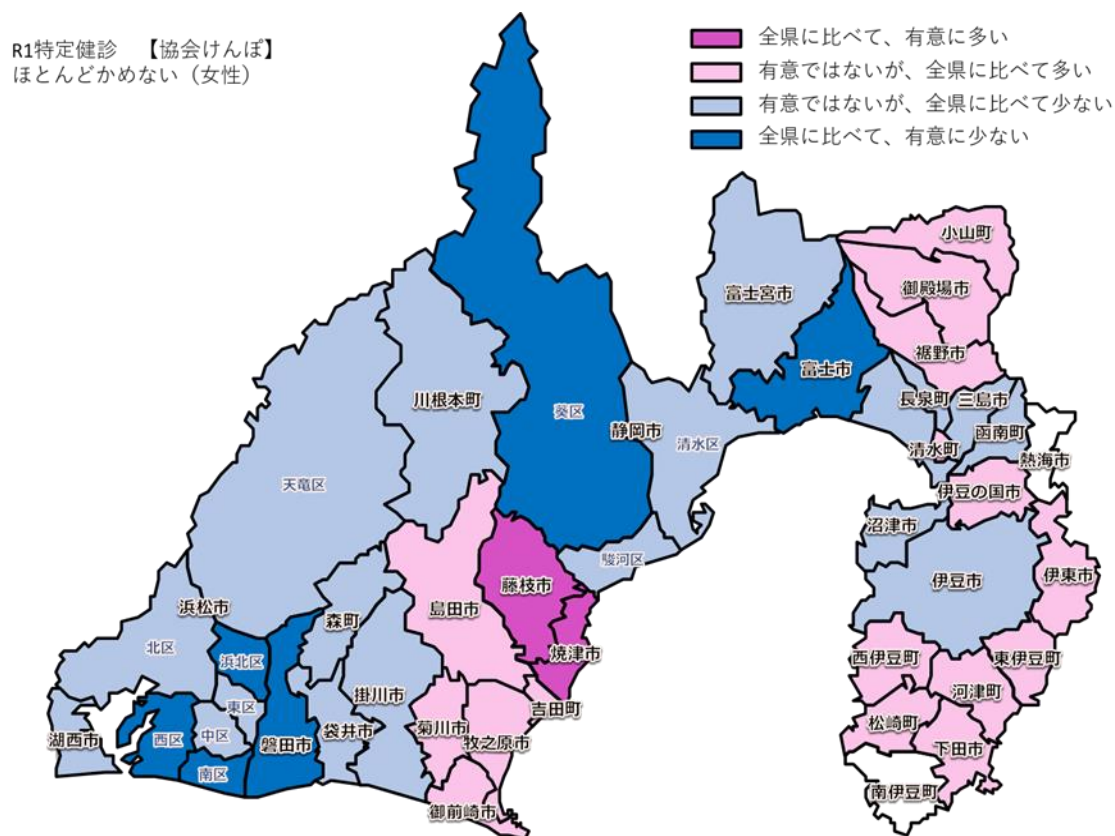 R1特定健診 【協会けんぽ】
ほとんどかめない（女性）
全県に比べて、有意に多い
有意ではないが、全県に比べて多い
有意ではないが、全県に比べて少ない
全県に比べて、有意に少ない
小山町
御殿場市
富士宮市
裾野市
富士市
長泉町
三島市
川根本町
葵区
静岡市
清水区
清水町
函南町
熱海市
伊豆の国市
天竜区
沼津市
駿河区
伊豆市
伊東市
藤枝市
島田市
浜松市
森町
北区
浜北区
焼津市
西伊豆町
東伊豆町
掛川市
河津町
東区
吉田町
菊川市
松崎町
湖西市
西区
中区
磐田市
袋井市
牧之原市
下田市
南区
南伊豆町
御前崎市